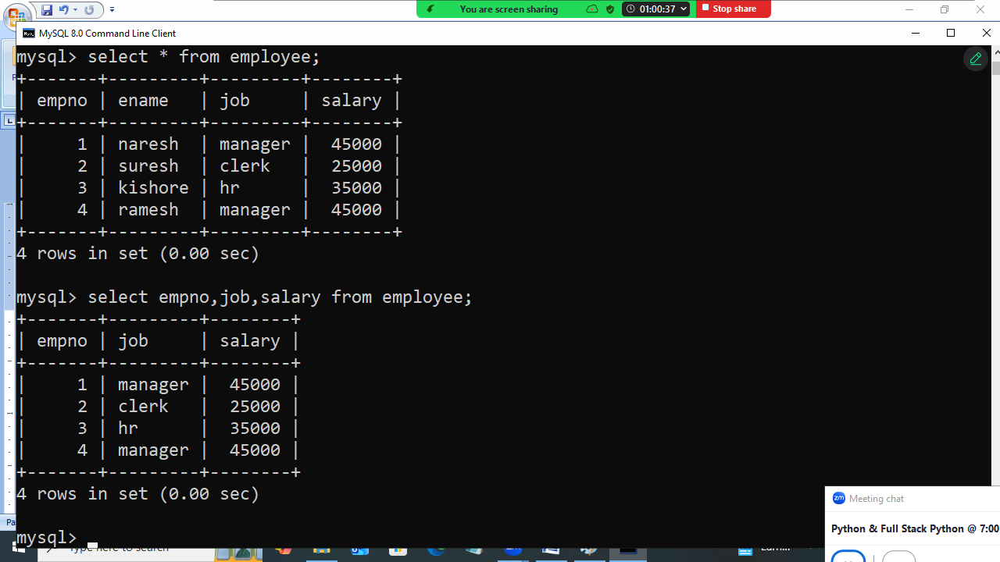 You are screen sharing
01:00:37
Stop share
MySQL 8.0 Command Line Client
mysql> select * from employee;
+-------+---------+---------+--------+
| empno | ename   | job     | salary |
+-------+---------+---------+--------+
|     1 | naresh  | manager |  45000 |
|     2 | suresh  | clerk   |  25000 |
|     3 | kishore | hr      |  35000 |
|     4 | ramesh  | manager |  45000 |
+-------+---------+---------+--------+
4 rows in set (0.00 sec)
mysql> select empno,job,salary from employee;
+-------+---------+--------+
| empno | job     | salary |
+-------+---------+--------+
|     1 | manager |  45000 |
|     2 | clerk   |  25000 |
|     3 | hr      |  35000 |
|     4 | manager |  45000 |
+-------+---------+--------+
4 rows in set (0.00 sec)
mysql>
zm Meeting chat
Python & Full Stack Python @ 7:00
Pa
Type here to search